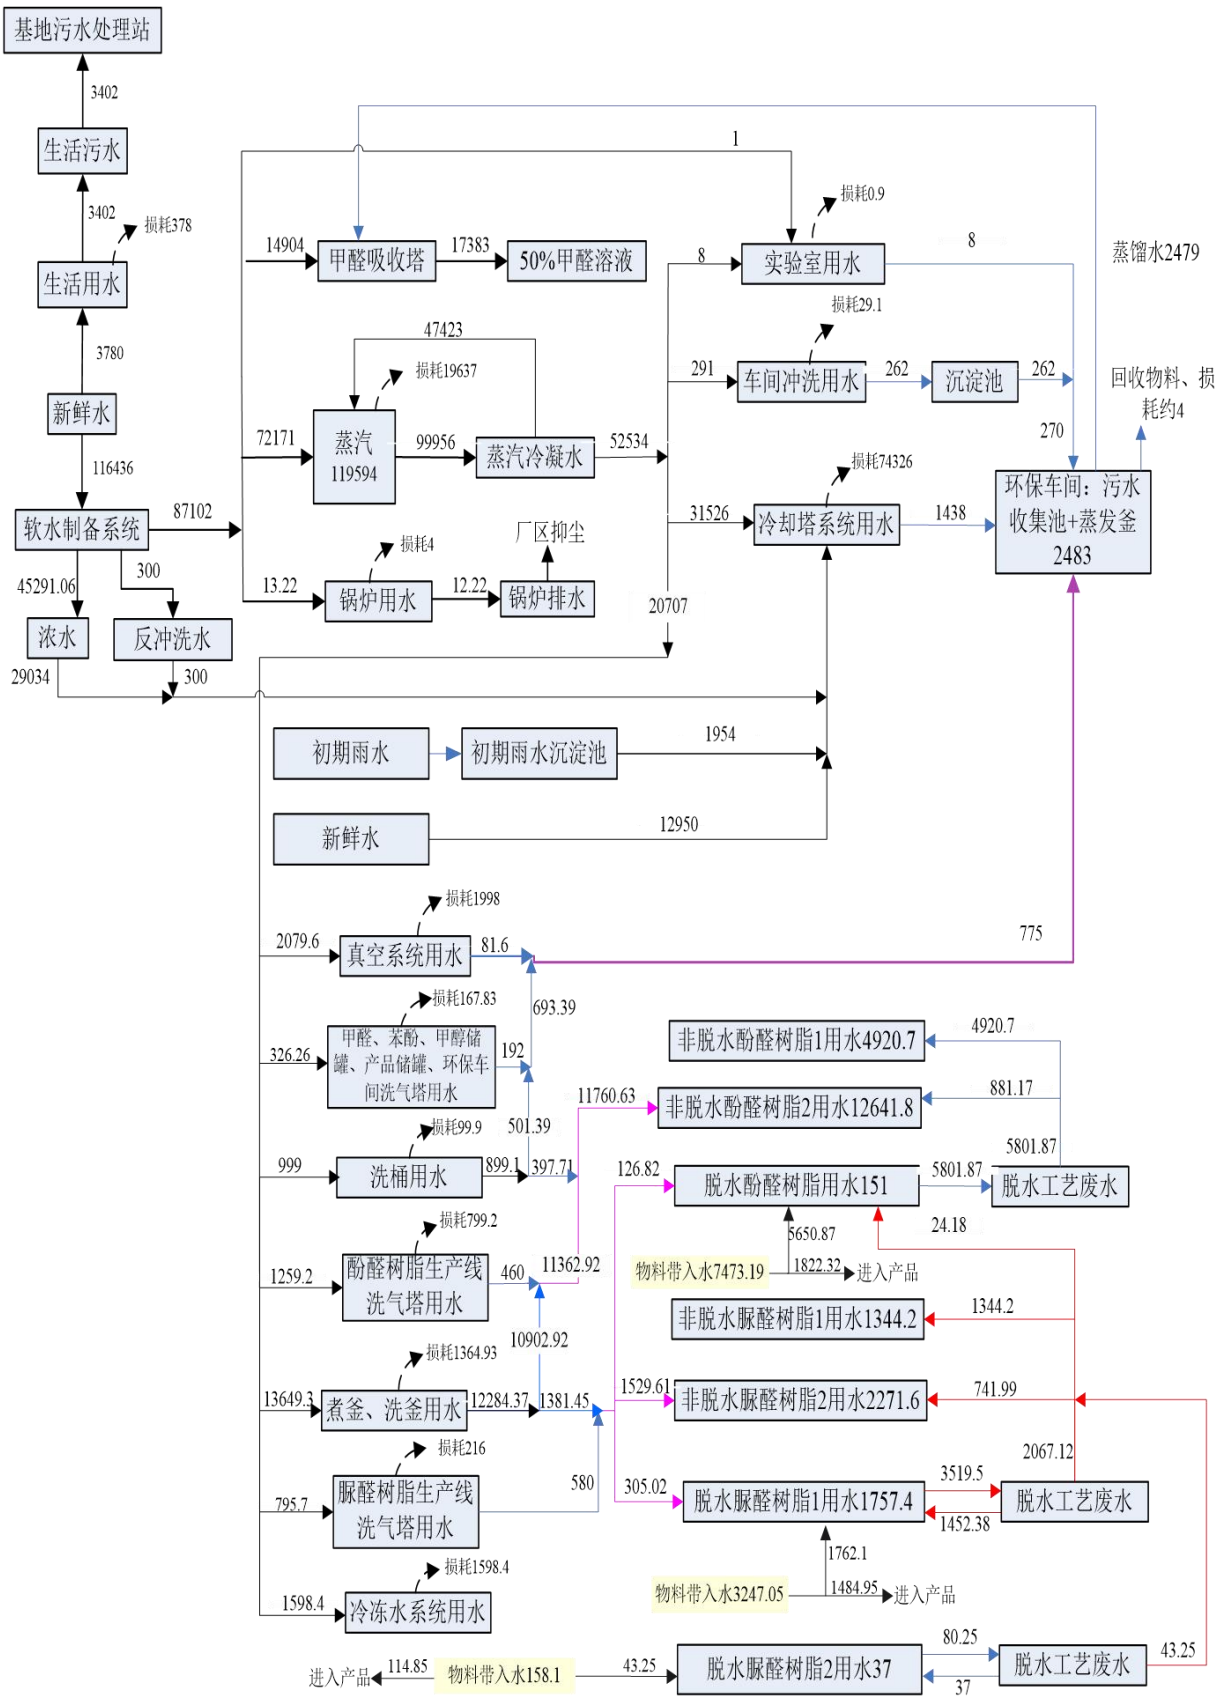 基地污水处理站
3402
生活污水
3402
损耗378
生活用水
3780
新鲜水
116436
软水制备系统
87102
45291.06
300
浓水
反冲洗水
29034
300
1
14904
甲醛吸收塔
17383
50%甲醛溶液
47423
损耗19637
72171
蒸汽
119594
99956
蒸汽冷凝水
52534
损耗4
厂区抑尘
13.22
锅炉用水
12.22
锅炉排水
损耗0.9
8
实验室用水
8
蒸馏水2479
损耗29.1
291
车间冲洗用水
262
沉淀池
262
回收物料、损
耗约4
270
损耗74326
31526
冷却塔系统用水
1438
环保车间：污水
收集池+蒸发釜
2483
20707
初期雨水
初期雨水沉淀池
1954
新鲜水
12950
损耗1998
2079.6
真空系统用水
81.6
775
损耗167.83
693.39
326.26
甲醛、苯酚、甲醇储
罐、产品储罐、环保车
间洗气塔用水
192
损耗99.9
501.39
999
洗桶用水
899.1
397.71
11760.63
损耗799.2
1259.2
酚醛树脂生产线
洗气塔用水
460
11362.92
10902.92
损耗1364.93
13649.3
煮釜、洗釜用水
12284.37
1381.45
损耗216
795.7
脲醛树脂生产线
洗气塔用水
580
损耗1598.4
1598.4
冷冻水系统用水
非脱水酚醛树脂1用水4920.7
4920.7
非脱水酚醛树脂2用水12641.8
881.17
5801.87
126.82
脱水酚醛树脂用水151
5801.87
脱水工艺废水
24.18
5650.87
物料带入水7473.19
1822.32
进入产品
非脱水脲醛树脂1用水1344.2
1344.2
1529.61
非脱水脲醛树脂2用水2271.6
741.99
2067.12
305.02
脱水脲醛树脂1用水1757.4
3519.5
1452.38
脱水工艺废水
1762.1
物料带入水3247.05
1484.95
进入产品
进入产品
114.85
物料带入水158.1
43.25
脱水脲醛树脂2用水37
80.25
37
脱水工艺废水
43.25